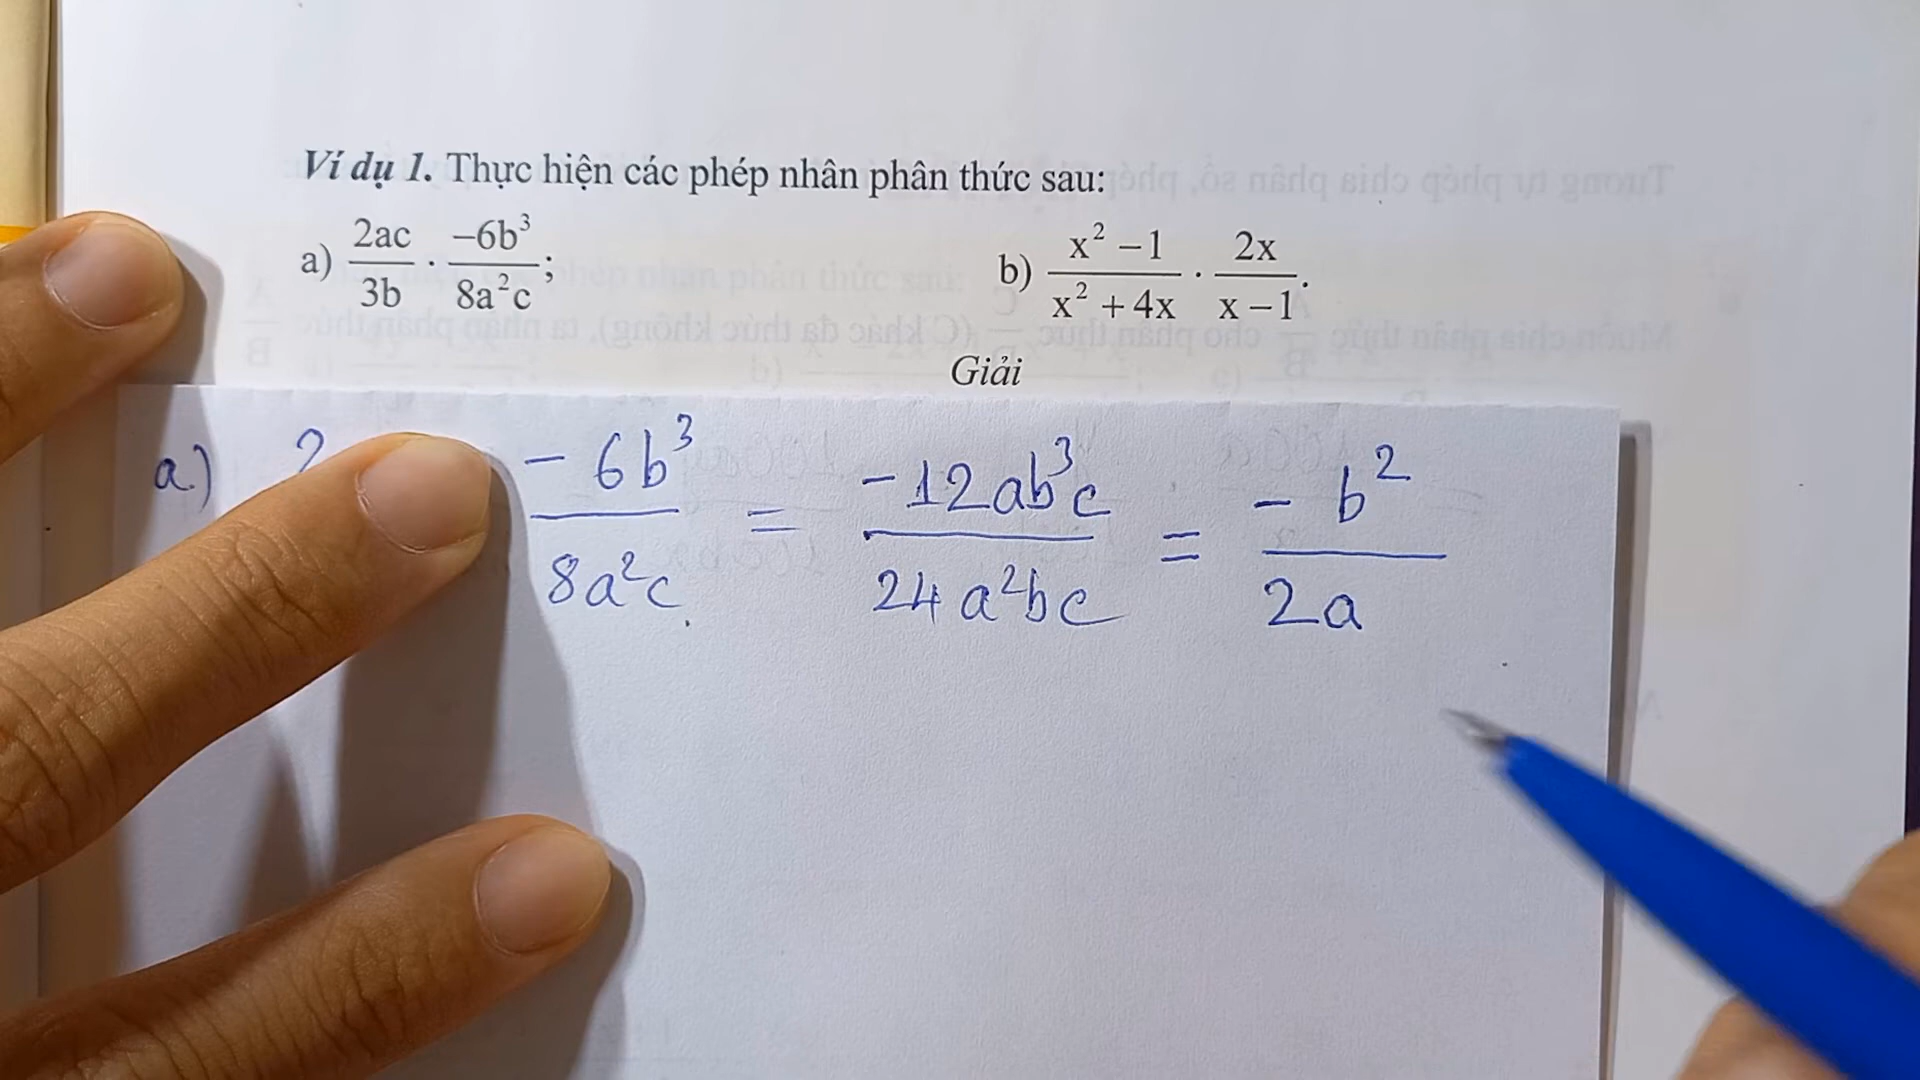 Ví dụ 1. Thực hiện các phép nhân phân thức sau:
a) 2ac/3b · −6b³/8a²c; b) x² −1/x² +4x · 2x/x −1.
Giải
a.) 2 − 6b³/8a²c = −12ab³c/24a²bc = − b²/2a